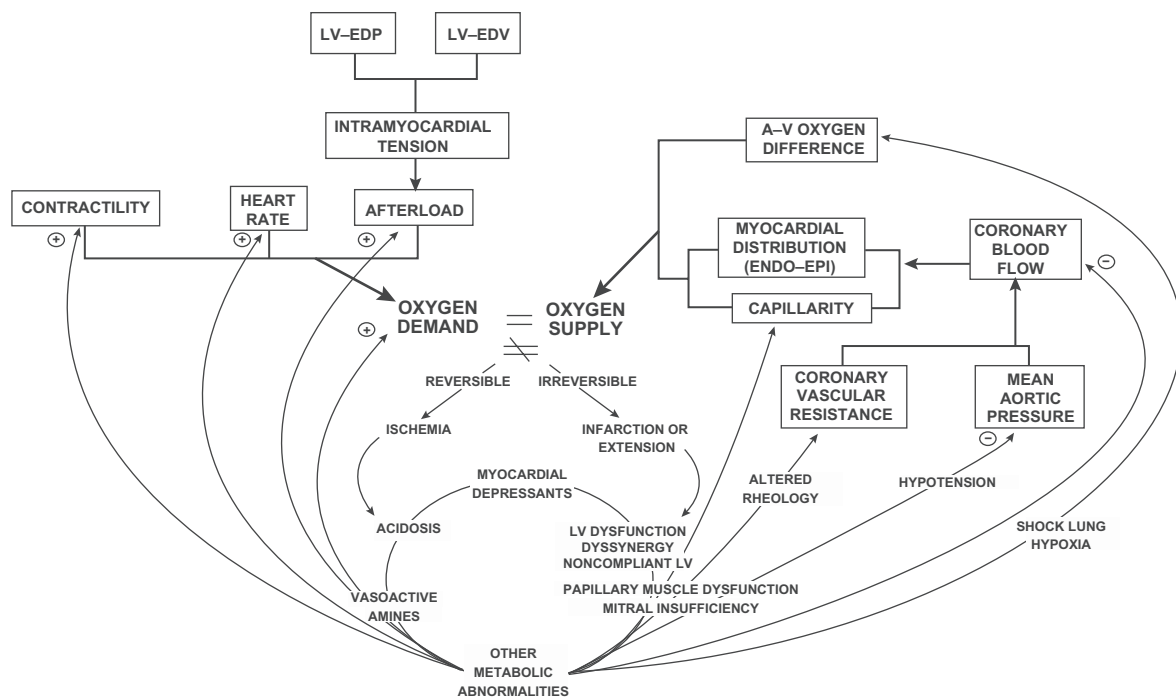 LV–EDP
LV–EDV
INTRAMYOCARDIAL
TENSION
A–V OXYGEN
DIFFERENCE
CONTRACTILITY
HEART
RATE
AFTERLOAD
+
+
+
MYOCARDIAL
DISTRIBUTION
(ENDO–EPI)
CORONARY
BLOOD
FLOW
−
CAPILLARITY
OXYGEN
DEMAND
+
=
OXYGEN
SUPPLY
≠
REVERSIBLE
IRREVERSIBLE
CORONARY
VASCULAR
RESISTANCE
MEAN
AORTIC
PRESSURE
−
ISCHEMIA
INFARCTION OR
EXTENSION
MYOCARDIAL
DEPRESSANTS
ALTERED
RHEOLOGY
HYPOTENSION
ACIDOSIS
LV DYSFUNCTION
DYSSYNERGY
NONCOMPLIANT LV
SHOCK LUNG
HYPOXIA
PAPILLARY MUSCLE DYSFUNCTION
MITRAL INSUFFICIENCY
VASOACTIVE
AMINES
OTHER
METABOLIC
ABNORMALITIES